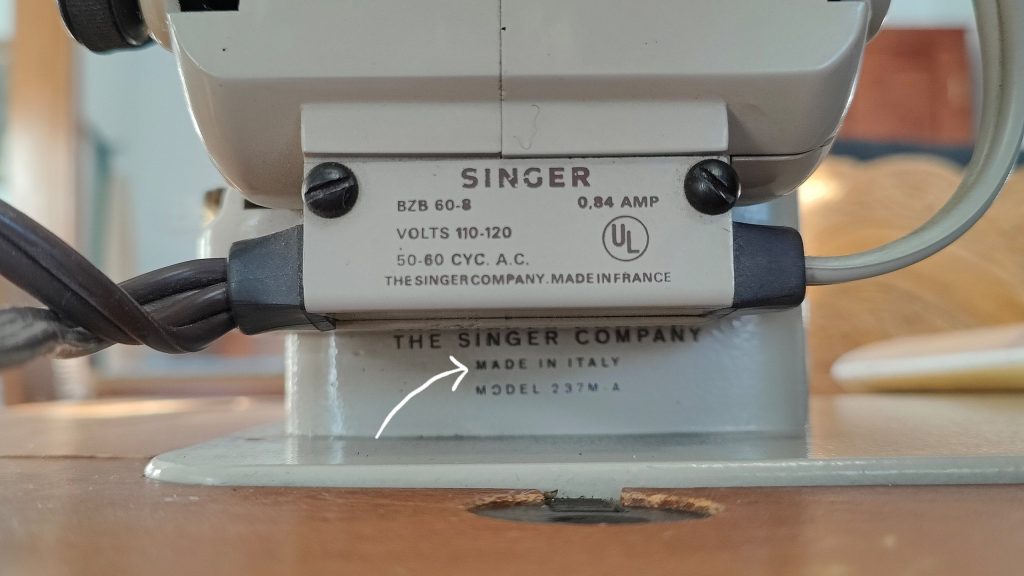 SINGER
BZB 60-8 0,84 AMP
VOLTS 110-120
UL
50-60 CYC. A.C.
THE SINGER COMPANY. MADE IN FRANCE
THE SINGER COMPANY
MADE IN ITALY
MODEL 237M-A